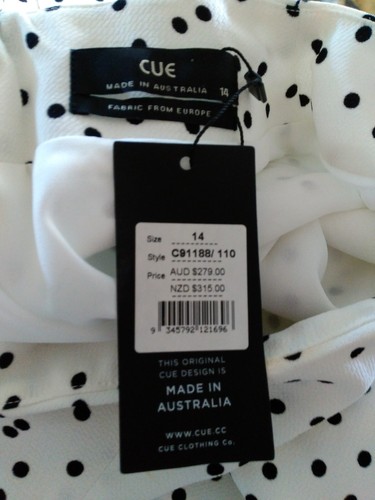 CUE
MADE IN AUSTRALIA 14
FABRIC FROM EUROPE
Size 14
Style C91188/ 110
Price AUD $279.00
NZD $315.00
9 345792 121696
THIS ORIGINAL
CUE DESIGN IS
MADE IN
AUSTRALIA
WWW.CUE.CC
CUE CLOTHING Co.